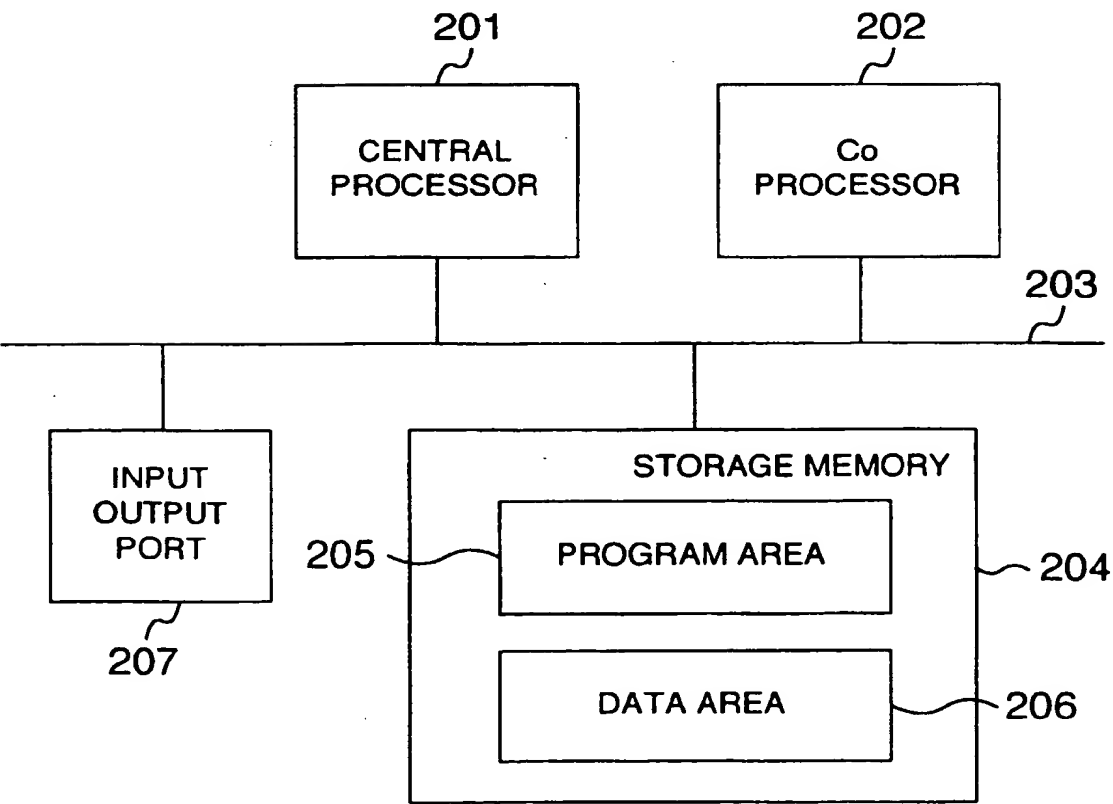 201
202
CENTRAL
PROCESSOR
Co
PROCESSOR
203
INPUT
OUTPUT
PORT
STORAGE MEMORY
205
PROGRAM AREA
204
207
DATA AREA
206